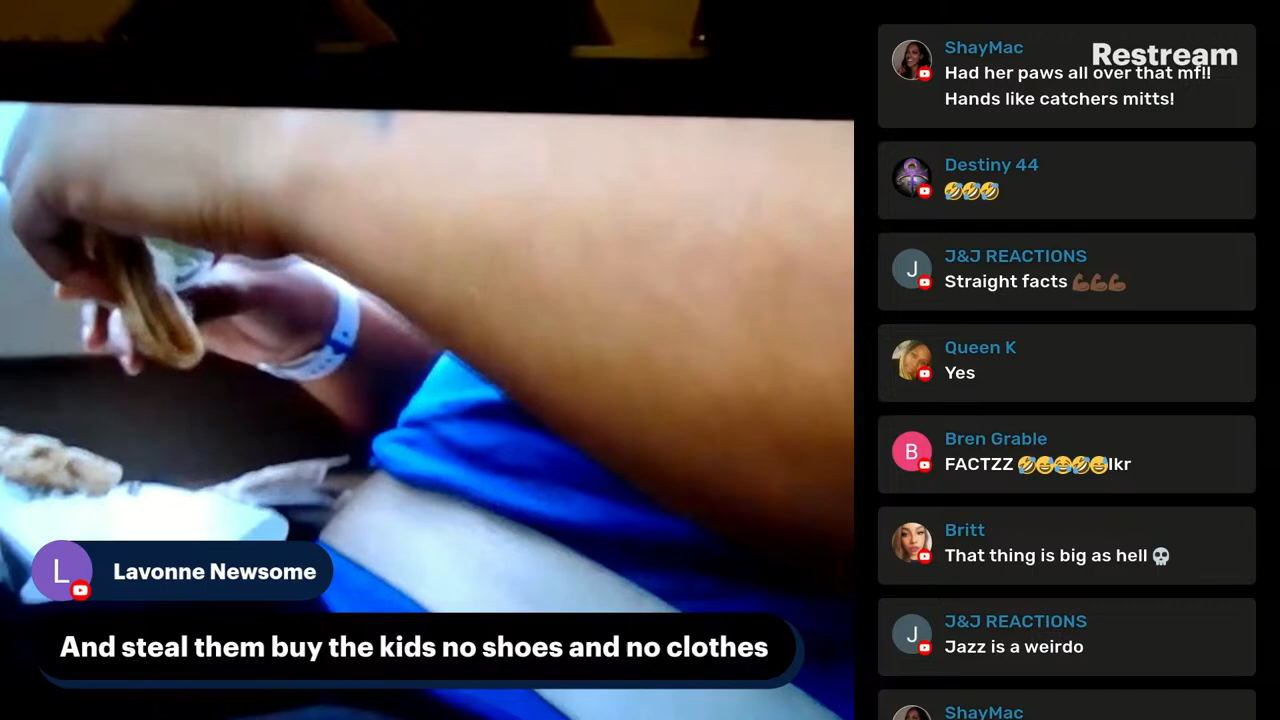 Restream
ShayMac
Had her paws all over that mf!!
Hands like catchers mitts!
Destiny 44
🤣🤣🤣
J&J REACTIONS
J
Straight facts 💪🏿💪🏿💪🏿
Queen K
Yes
Bren Grable
B
FACTZZ 🤣😅😂🤣😅Ikr
Britt
That thing is big as hell 💀
J&J REACTIONS
J
Jazz is a weirdo
ShayMac
L
Lavonne Newsome
And steal them buy the kids no shoes and no clothes